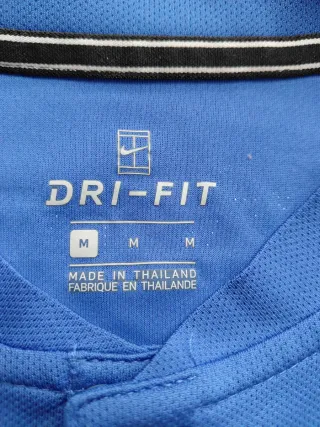 DRI-FIT
M M M
MADE IN THAILAND
FABRIQUE EN THAILANDE